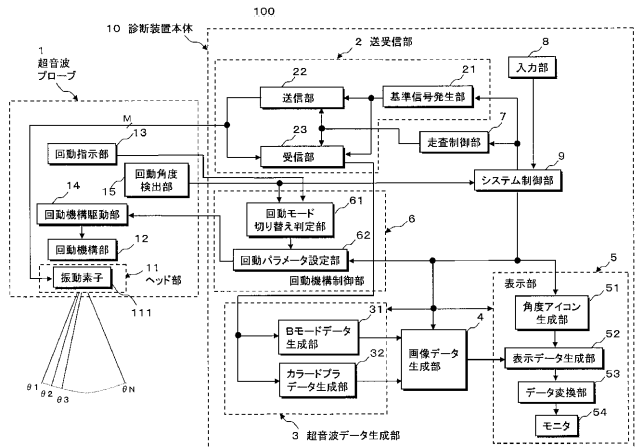 100
10 診断装置本体
1
超音波
プローブ
2 送受信部
8
入力部
22
送信部
21
基準信号発生部
M
13
回動指示部
23
受信部
7
走査制御部
回動角度
検出部
15
9
システム制御部
14
回動機構駆動部
61
回動モード
切り替え判定部
6
12
回動機構部
62
回動パラメータ設定部
回動機構制御部
11
ヘッド部
振動素子
111
5
表示部
51
角度アイコン
生成部
31
Bモードデータ
生成部
4
画像データ
生成部
52
表示データ生成部
32
カラードプラ
データ生成部
53
データ変換部
54
モニタ
θ1
θ2
θ3
θN
3 超音波データ生成部